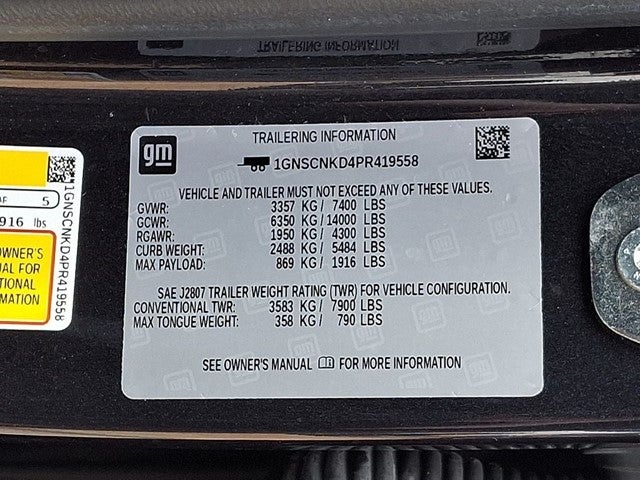 TRAILERING INFORMATION
gm
TRAILERING INFORMATION
1GNSCNKD4PR419558
VEHICLE AND TRAILER MUST NOT EXCEED ANY OF THESE VALUES.
GVWR: 3357 KG / 7400 LBS
GCWR: 6350 KG / 14000 LBS
RGAWR: 1950 KG / 4300 LBS
CURB WEIGHT: 2488 KG / 5484 LBS
MAX PAYLOAD: 869 KG / 1916 LBS
SAE J2807 TRAILER WEIGHT RATING (TWR) FOR VEHICLE CONFIGURATION.
CONVENTIONAL TWR: 3583 KG / 7900 LBS
MAX TONGUE WEIGHT: 358 KG / 790 LBS
SEE OWNER'S MANUAL FOR MORE INFORMATION
5
916 lbs
OWNER'S
FOR
1GNSCNKD4PR419558